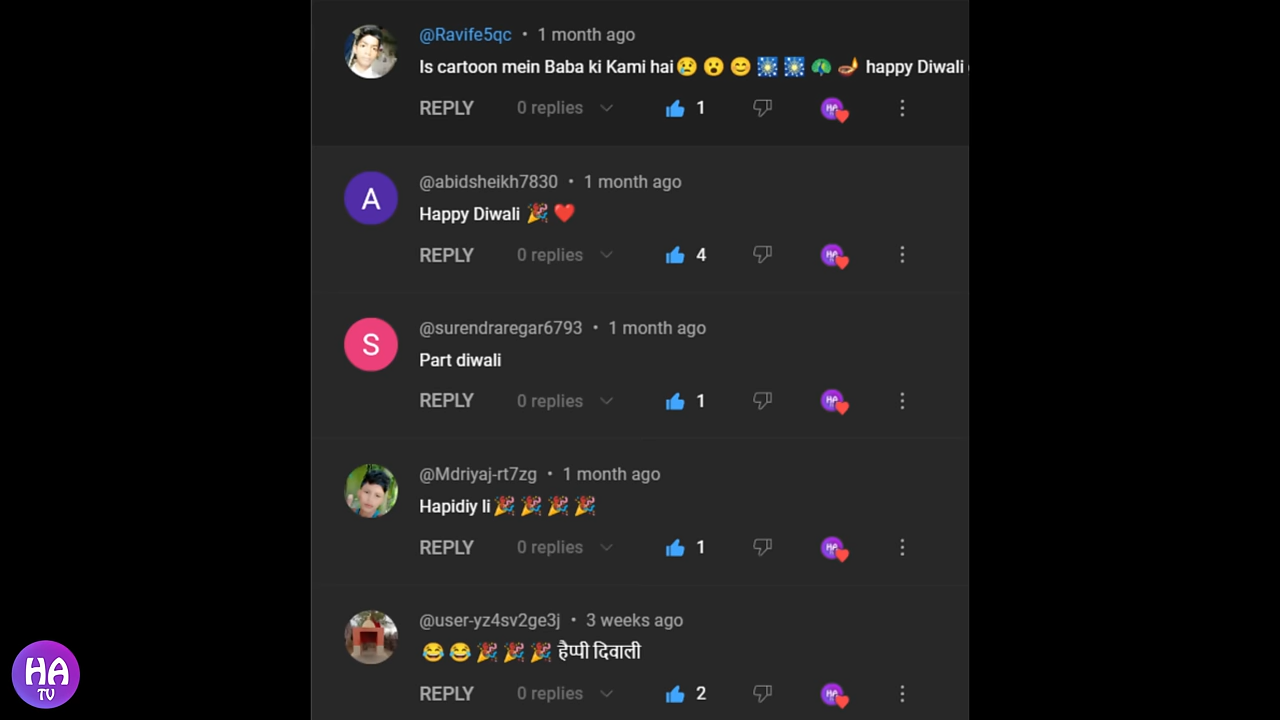 @Ravife5qc • 1 month ago
Is cartoon mein Baba ki Kami hai😢 😮 😊 🎆 🎆 🦚 🪔 happy Diwali
REPLY 0 replies 1
A @abidsheikh7830 • 1 month ago
Happy Diwali 🎉 ❤️
REPLY 0 replies 4
S @surendraregar6793 • 1 month ago
Part diwali
REPLY 0 replies 1
@Mdriyaj-rt7zg • 1 month ago
Hapidiy li🎉 🎉 🎉 🎉
REPLY 0 replies 1
@user-yz4sv2ge3j • 3 weeks ago
😂 😂 🎉 🎉 🎉 हैप्पी दिवाली
REPLY 0 replies 2
HA
TV